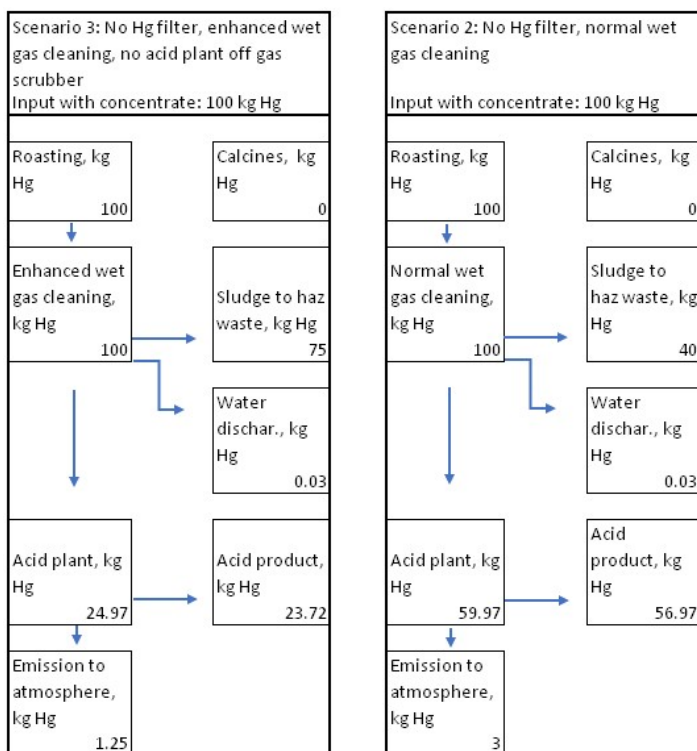 Scenario 3: No Hg filter, enhanced wet
gas cleaning, no acid plant off gas
scrubber
Input with concentrate: 100 kg Hg
Roasting, kg
Hg
100
Calcines, kg
Hg
0
Enhanced wet
gas cleaning,
kg Hg
100
Sludge to haz
waste, kg Hg
75
Water
dischar., kg
Hg
0.03
Acid plant, kg
Hg
24.97
Acid product,
kg Hg
23.72
Emission to
atmosphere,
kg Hg
1.25
Scenario 2: No Hg filter, normal wet
gas cleaning
Input with concentrate: 100 kg Hg
Roasting, kg
Hg
100
Calcines, kg
Hg
0
Normal wet
gas cleaning,
kg Hg
100
Sludge to
haz waste, kg
Hg
40
Water
dischar., kg
Hg
0.03
Acid plant, kg
Hg
59.97
Acid
product, kg
Hg
56.97
Emission to
atmosphere,
kg Hg
3